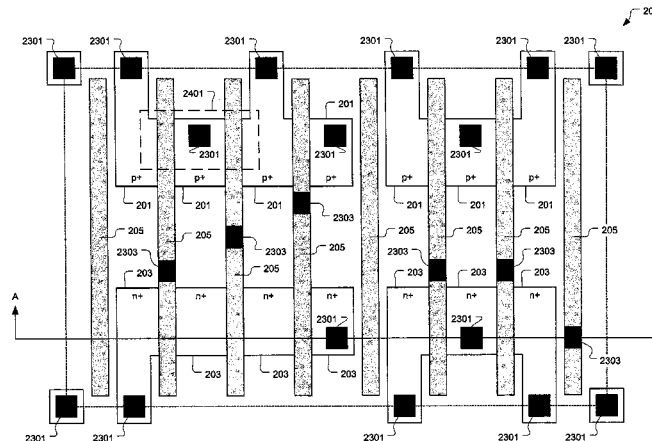 20
2301 2301 2301 2301 2301 2301
2401
201
2301 2301 2301
p+ p+ p+ p+ p+ p+ p+
201 201 201 201 201 201
2303
205 205 205 205 205 205 205
2303 2303 2303 2303
205
203 203 203 203
n+ n+ n+ n+ n+ n+ n+
A
2301 2301
2303
203 203 203 203
2301 2301 2301 2301 2301